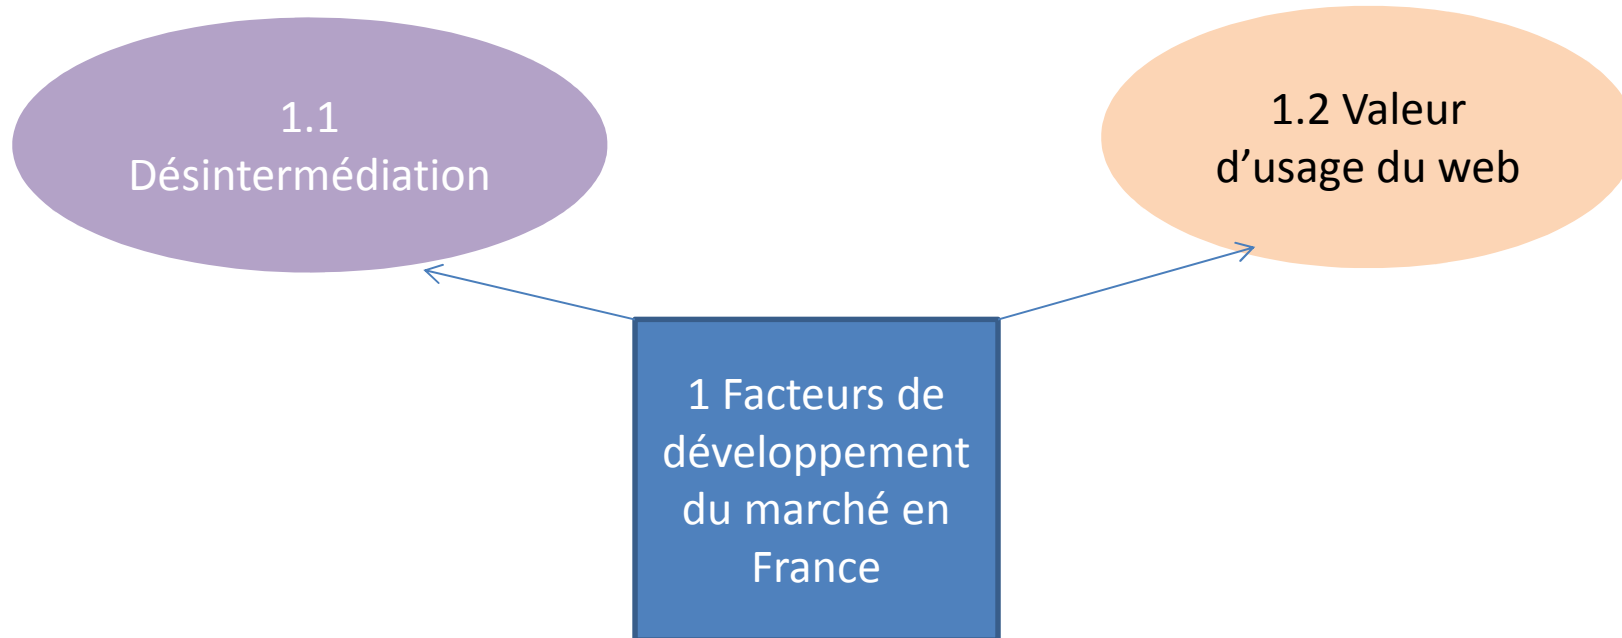 1.1
Désintermédiation
1.2 Valeur
d’usage du web
1 Facteurs de
développement
du marché en
France